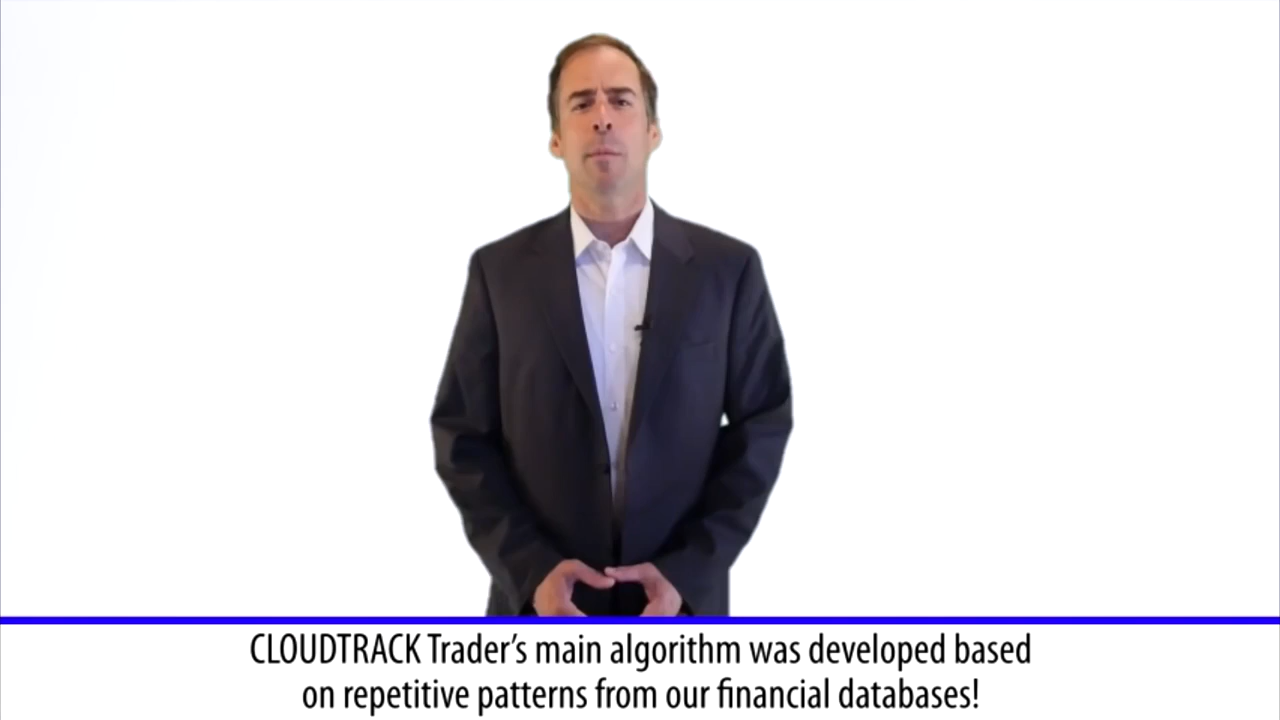 CLOUDTRACK Trader’s main algorithm was developed based
on repetitive patterns from our financial databases!